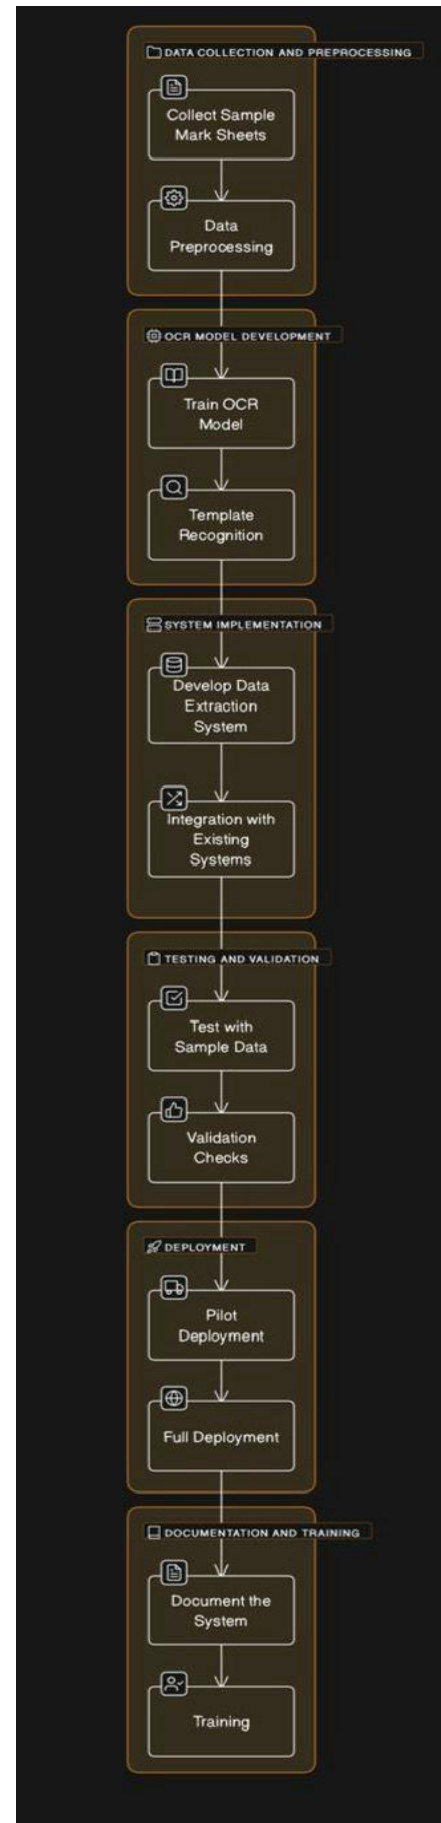 DATA COLLECTION AND PREPROCESSING
Collect Sample
Mark Sheets
Data
Preprocessing
OCR MODEL DEVELOPMENT
Train OCR
Model
Template
Recognition
SYSTEM IMPLEMENTATION
Develop Data
Extraction
System
Integration with
Existing
Systems
TESTING AND VALIDATION
Test with
Sample Data
Validation
Checks
DEPLOYMENT
Pilot
Deployment
Full Deployment
DOCUMENTATION AND TRAINING
Document the
System
Training